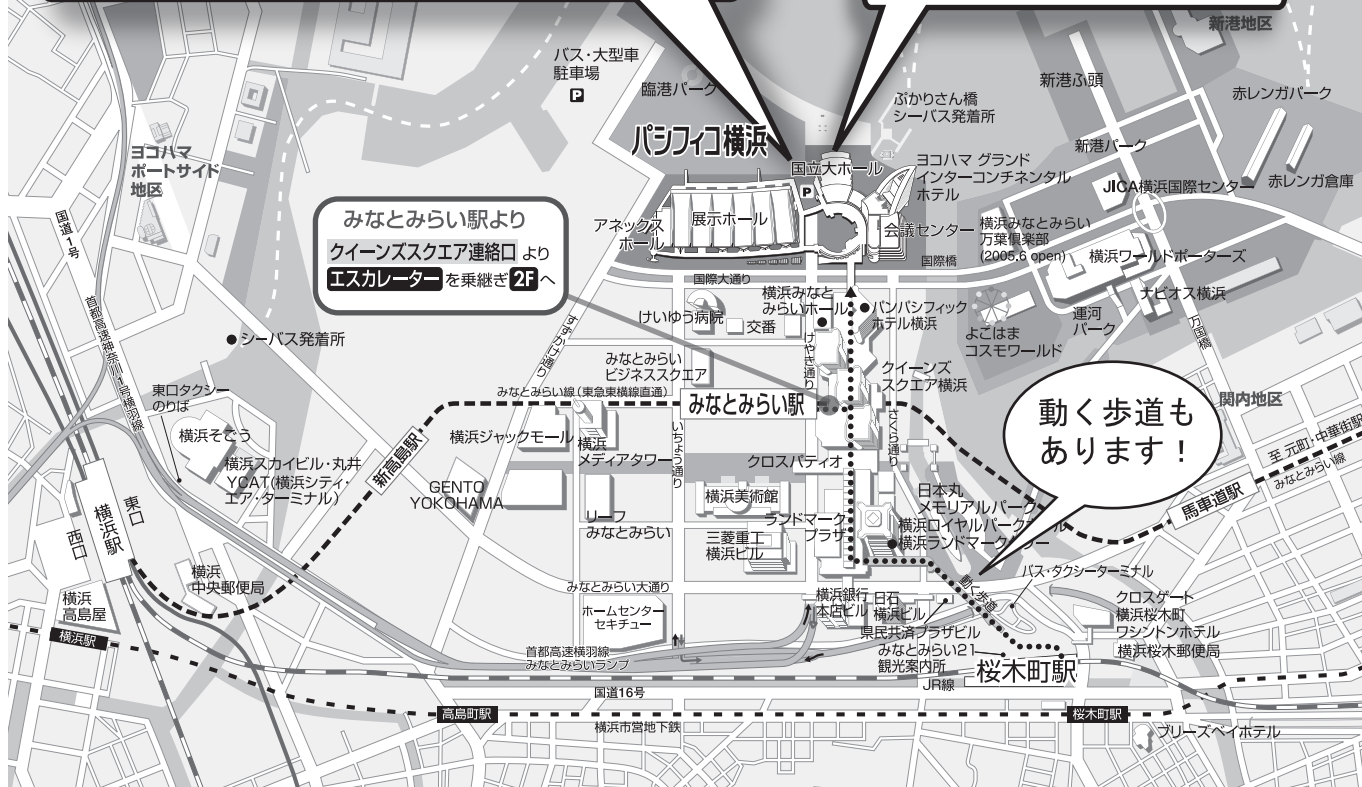 新港地区
バス・大型車
駐車場
P
臨港パーク
ぷかりさん橋
シーバス発着所
新港ふ頭
赤レンガパーク
ヨコハマ
ポートサイド
地区
パシフィコ横浜
国立大ホール
P
ヨコハマ グランド
インターコンチネンタル
ホテル
新港パーク
JICA横浜国際センター
赤レンガ倉庫
国道1号
みなとみらい駅より
クイーンズスクエア連絡口 より
エスカレーター を乗継ぎ 2F へ
アネックス
ホール
展示ホール
会議センター
横浜みなとみらい
万葉倶楽部
(2005.6 open)
横浜ワールドポーターズ
国際橋
国際大通り
ナビオス横浜
首都高速神奈川1号横羽線
すずかけ通り
けいゆう病院
交番
横浜みなと
みらいホール
パンパシフィック
ホテル横浜
よこはま
コスモワールド
運河
パーク
万国橋
シーバス発着所
みなとみらい
ビジネススクエア
けやき通り
クイーンズ
スクエア横浜
東口タクシー
のりば
みなとみらい線(東急東横線直通)
みなとみらい駅
関内地区
動く歩道も
あります!
横浜そごう
新高島駅
横浜ジャックモール
横浜
メディアタワー
いちょう通り
さくら通り
至 元町・中華街駅
みなとみらい線
横浜スカイビル・丸井
YCAT(横浜シティ・
エア・ターミナル)
クロスパティオ
GENTO
YOKOHAMA
横浜美術館
日本丸
メモリアルパーク
馬車道駅
東口
横浜駅
西口
リーフ
みなとみらい
三菱重工
横浜ビル
ランドマーク
プラザ
横浜ロイヤルパークホテル
横浜ランドマークタワー
横浜
中央郵便局
みなとみらい大通り
動く歩道
バス・タクシーターミナル
横浜
高島屋
ホームセンター
セキチュー
横浜銀行
本店ビル
日石
横浜ビル
県民共済プラザビル
みなとみらい21
観光案内所
クロスゲート
横浜桜木町
ワシントンホテル
横浜桜木郵便局
横浜駅
首都高速横羽線
みなとみらいランプ
桜木町駅
国道16号
JR線
高島町駅
横浜市営地下鉄
桜木町駅
ブリーズベイホテル